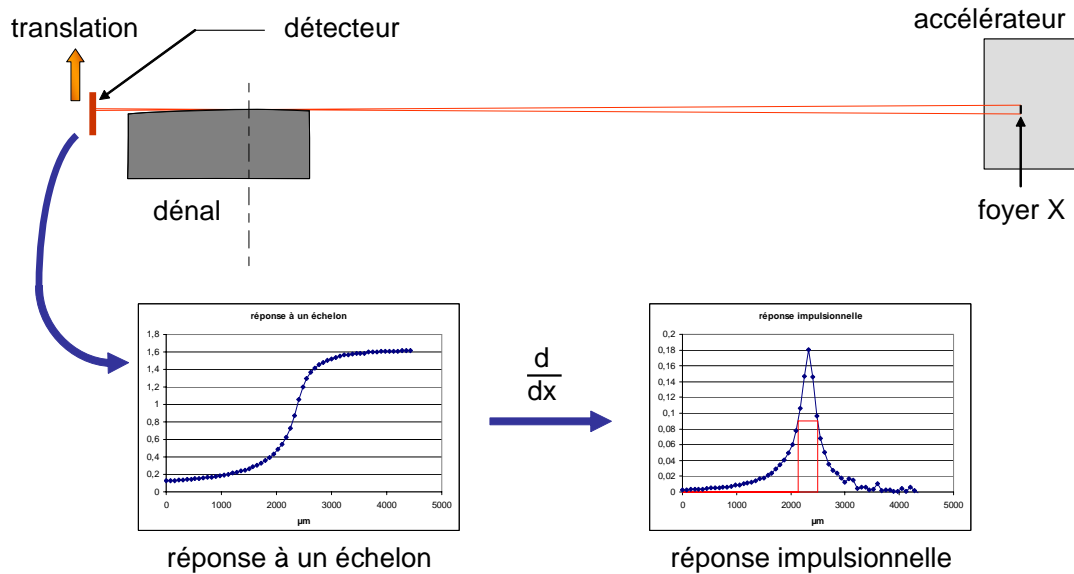 translation
détecteur
accélérateur
dénal
foyer X
réponse à un échelon
1,8
1,6
1,4
1,2
1
0,8
0,6
0,4
0,2
0
0 1000 2000 3000 4000 5000
µm
d
dx
réponse impulsionnelle
0,2
0,18
0,16
0,14
0,12
0,1
0,08
0,06
0,04
0,02
0
0 1000 2000 3000 4000 5000
µm
réponse à un échelon
réponse impulsionnelle